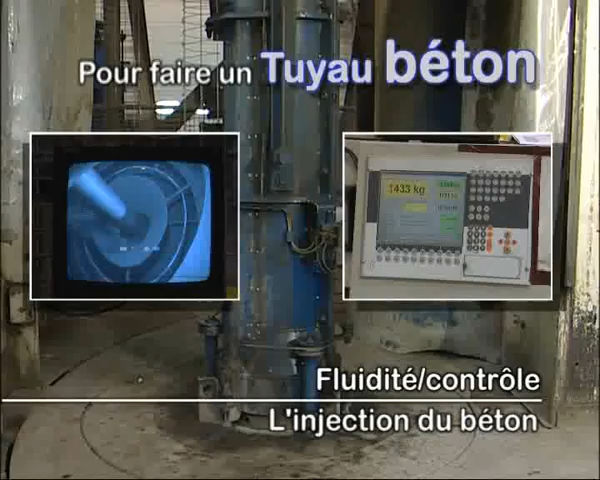 Pour faire un Tuyau béton
1433 kg
Fluidité/contrôle
L'injection du béton